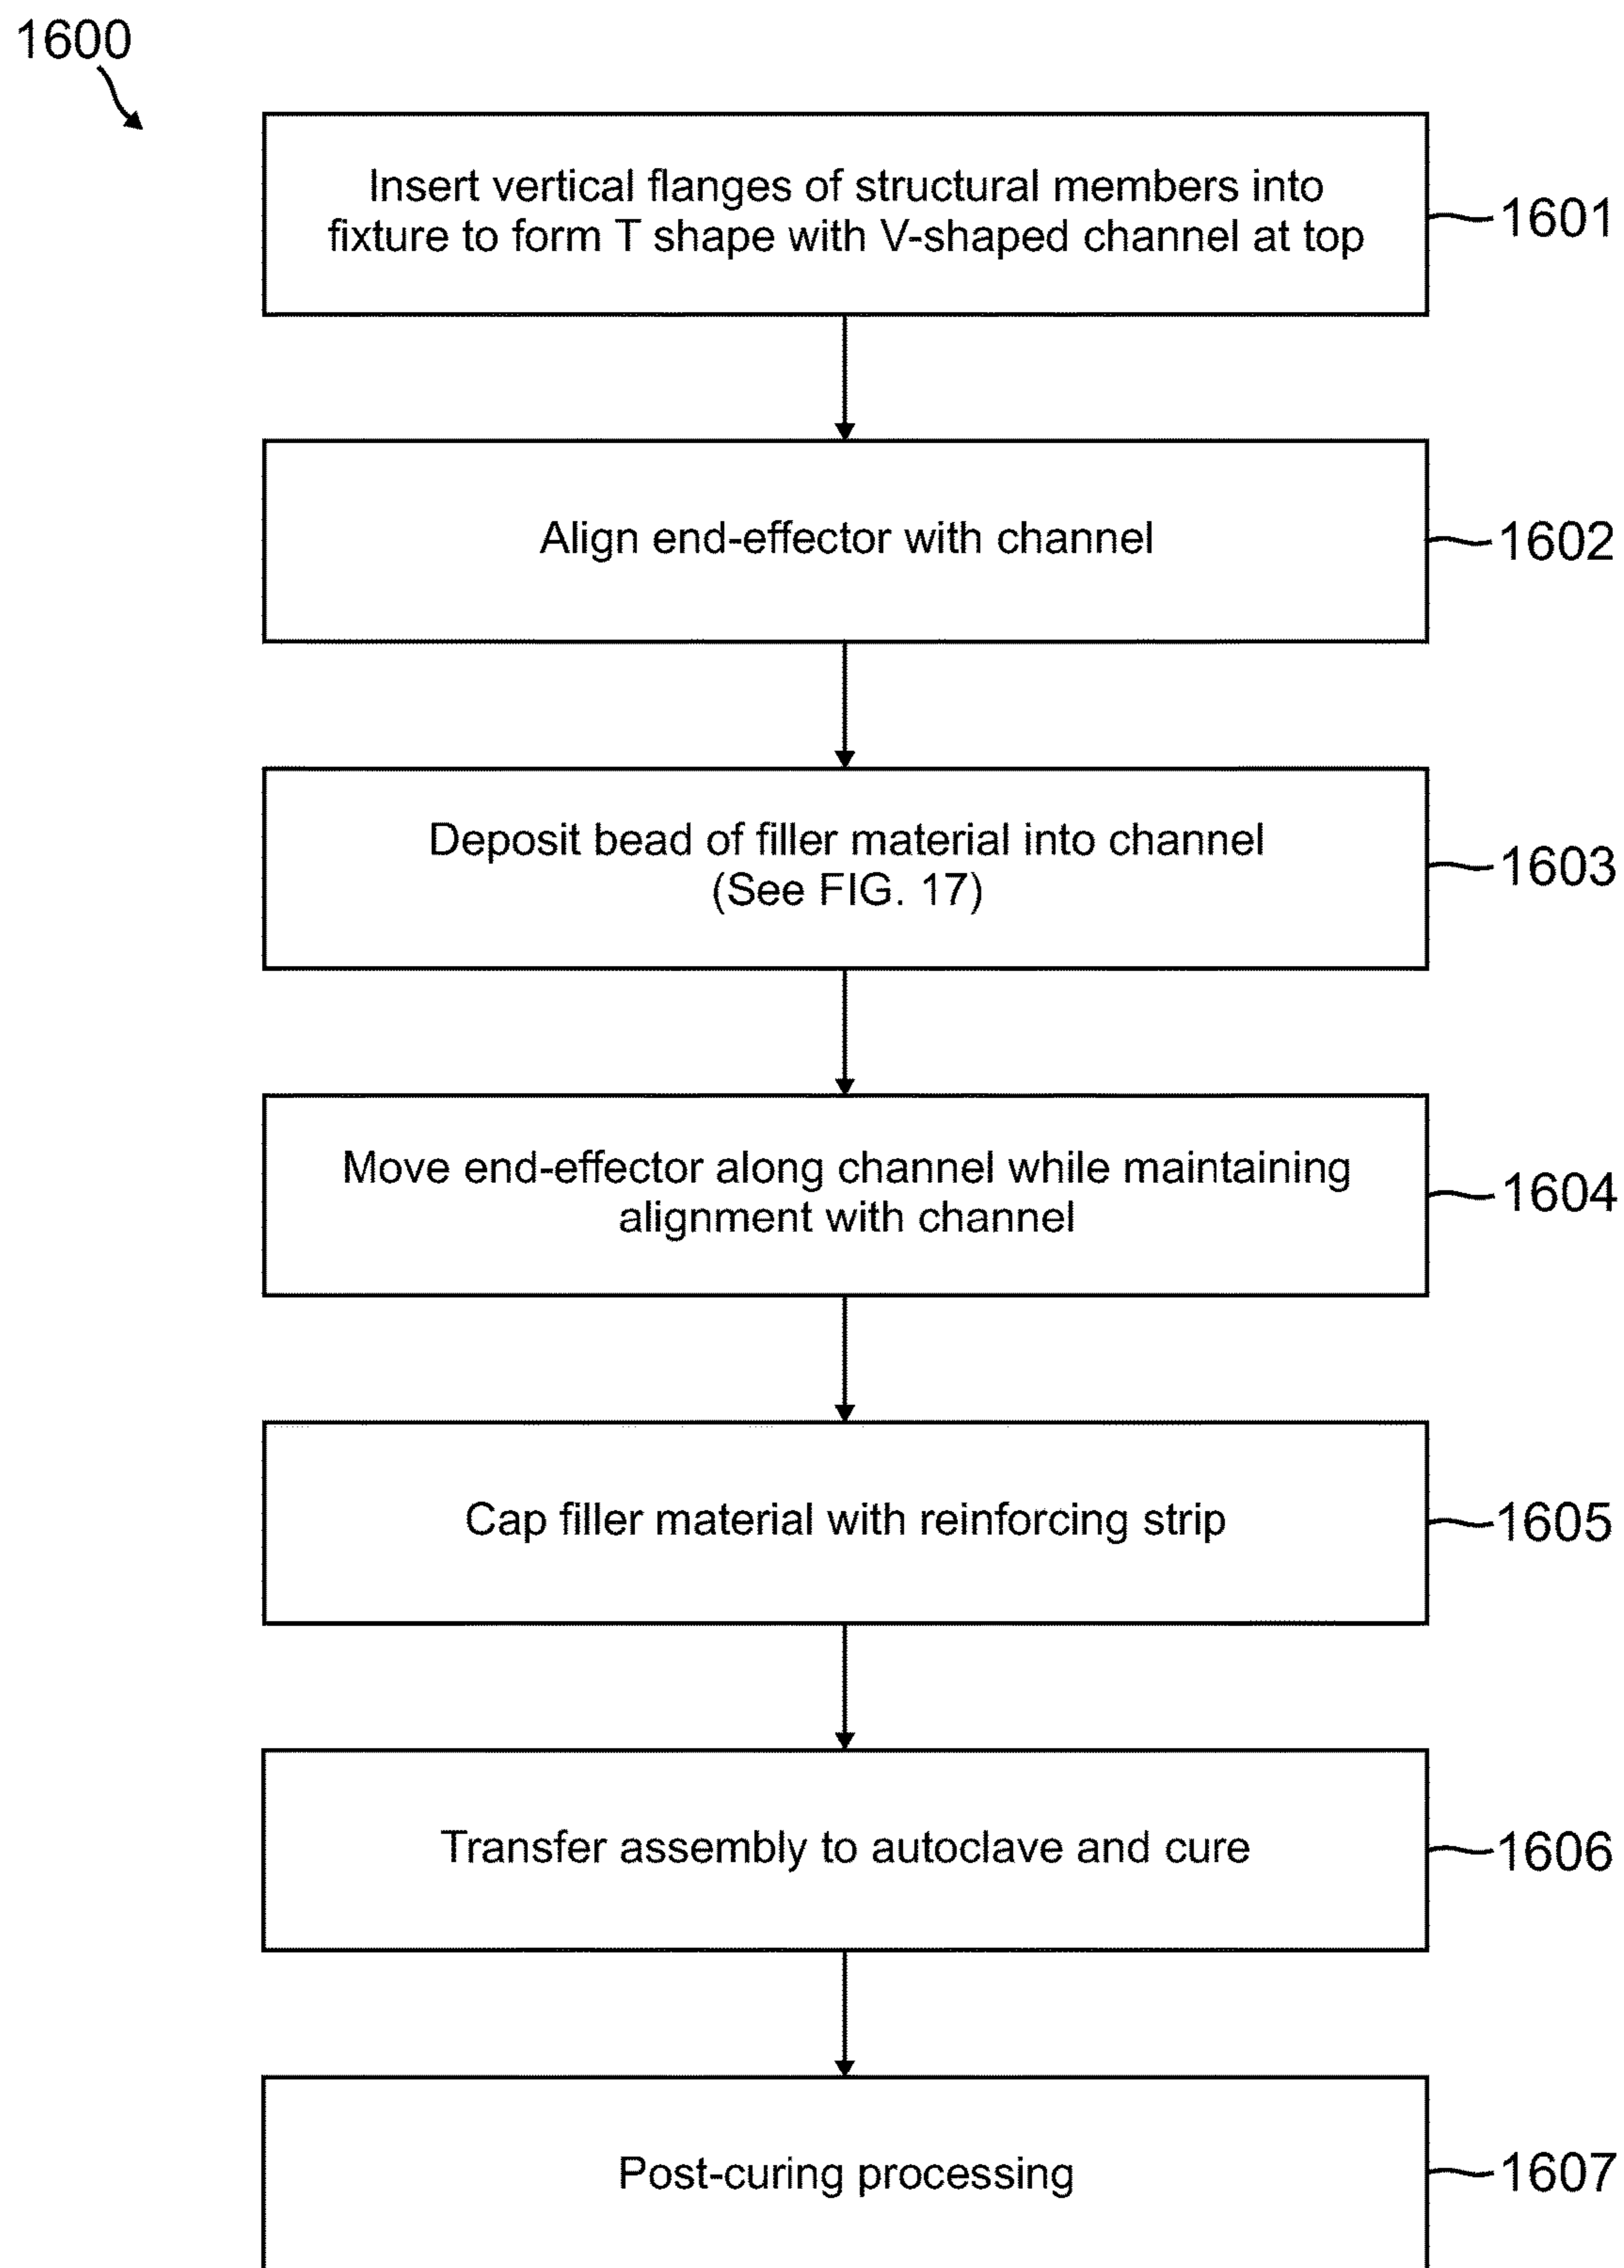 1600
Insert vertical flanges of structural members into
fixture to form T shape with V-shaped channel at top
1601
Align end-effector with channel
1602
Deposit bead of filler material into channel
(See FIG. 17)
1603
Move end-effector along channel while maintaining
alignment with channel
1604
Cap filler material with reinforcing strip
1605
Transfer assembly to autoclave and cure
1606
Post-curing processing
1607